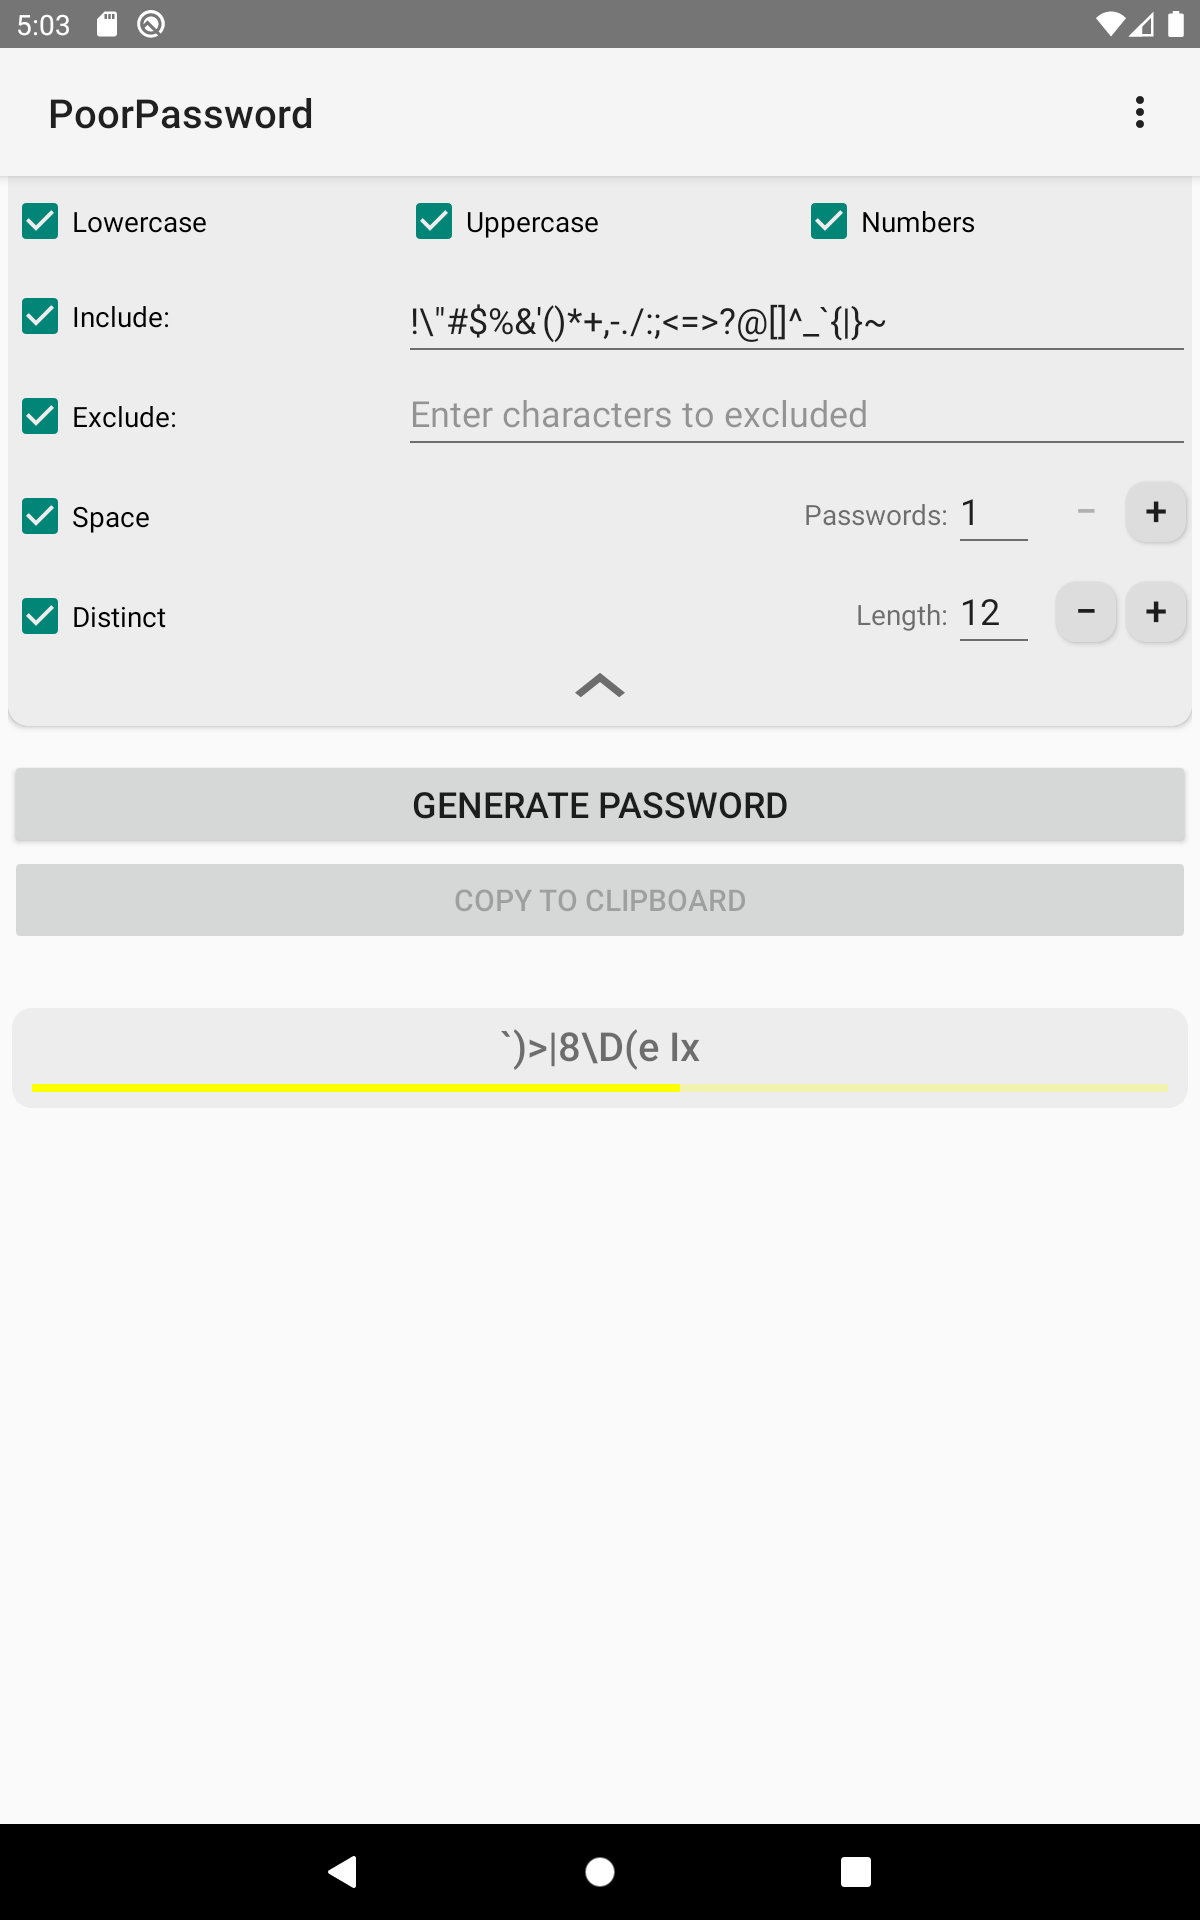 5:03
PoorPassword
Lowercase Uppercase Numbers
Include: !\"#$%&'()*+,-./:;<=>?@[]^_`{|}~
Exclude: Enter characters to excluded
Space Passwords: 1 − +
Distinct Length: 12 − +
GENERATE PASSWORD
COPY TO CLIPBOARD
`)>|8\D(e Ix